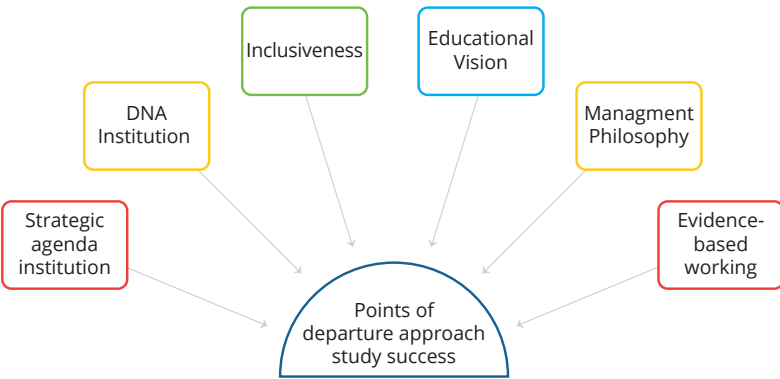 Inclusiveness
Educational
Vision
DNA
Institution
Managment
Philosophy
Strategic
agenda
institution
Evidence-
based
working
Points of
departure approach
study success